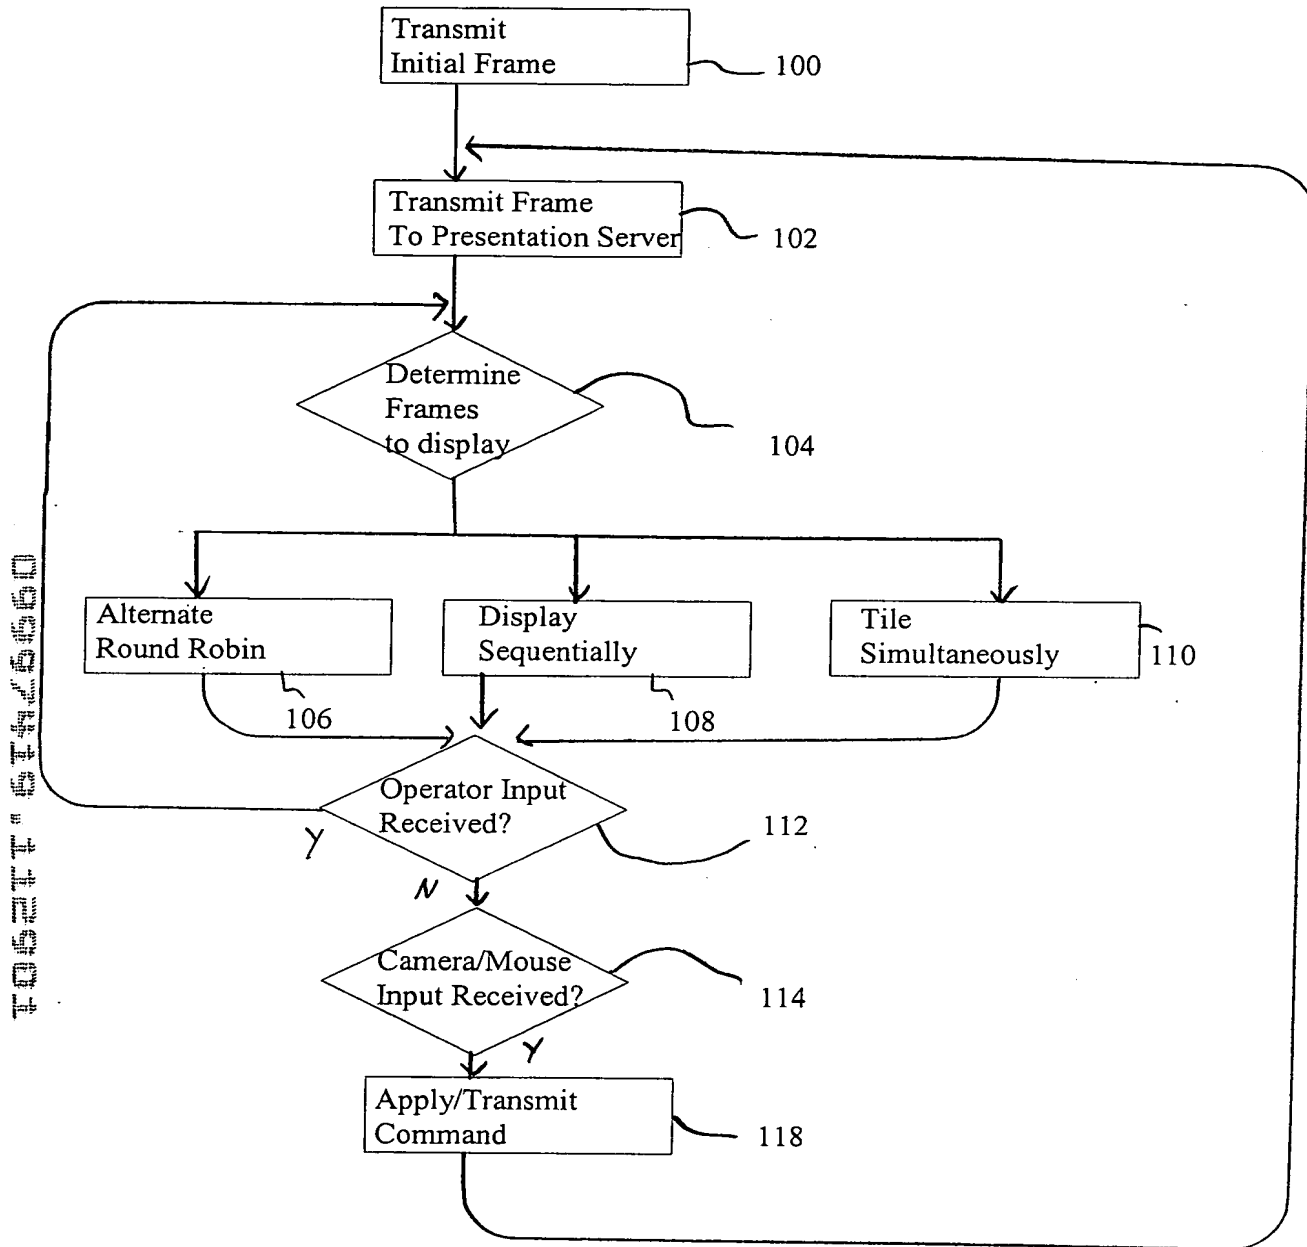 Transmit
Initial Frame
100
Transmit Frame
To Presentation Server
102
Determine
Frames
to display
104
Alternate
Round Robin
106
Display
Sequentially
108
Tile
Simultaneously
110
Operator Input
Received?
112
Y
N
Camera/Mouse
Input Received?
114
Y
Apply/Transmit
Command
118